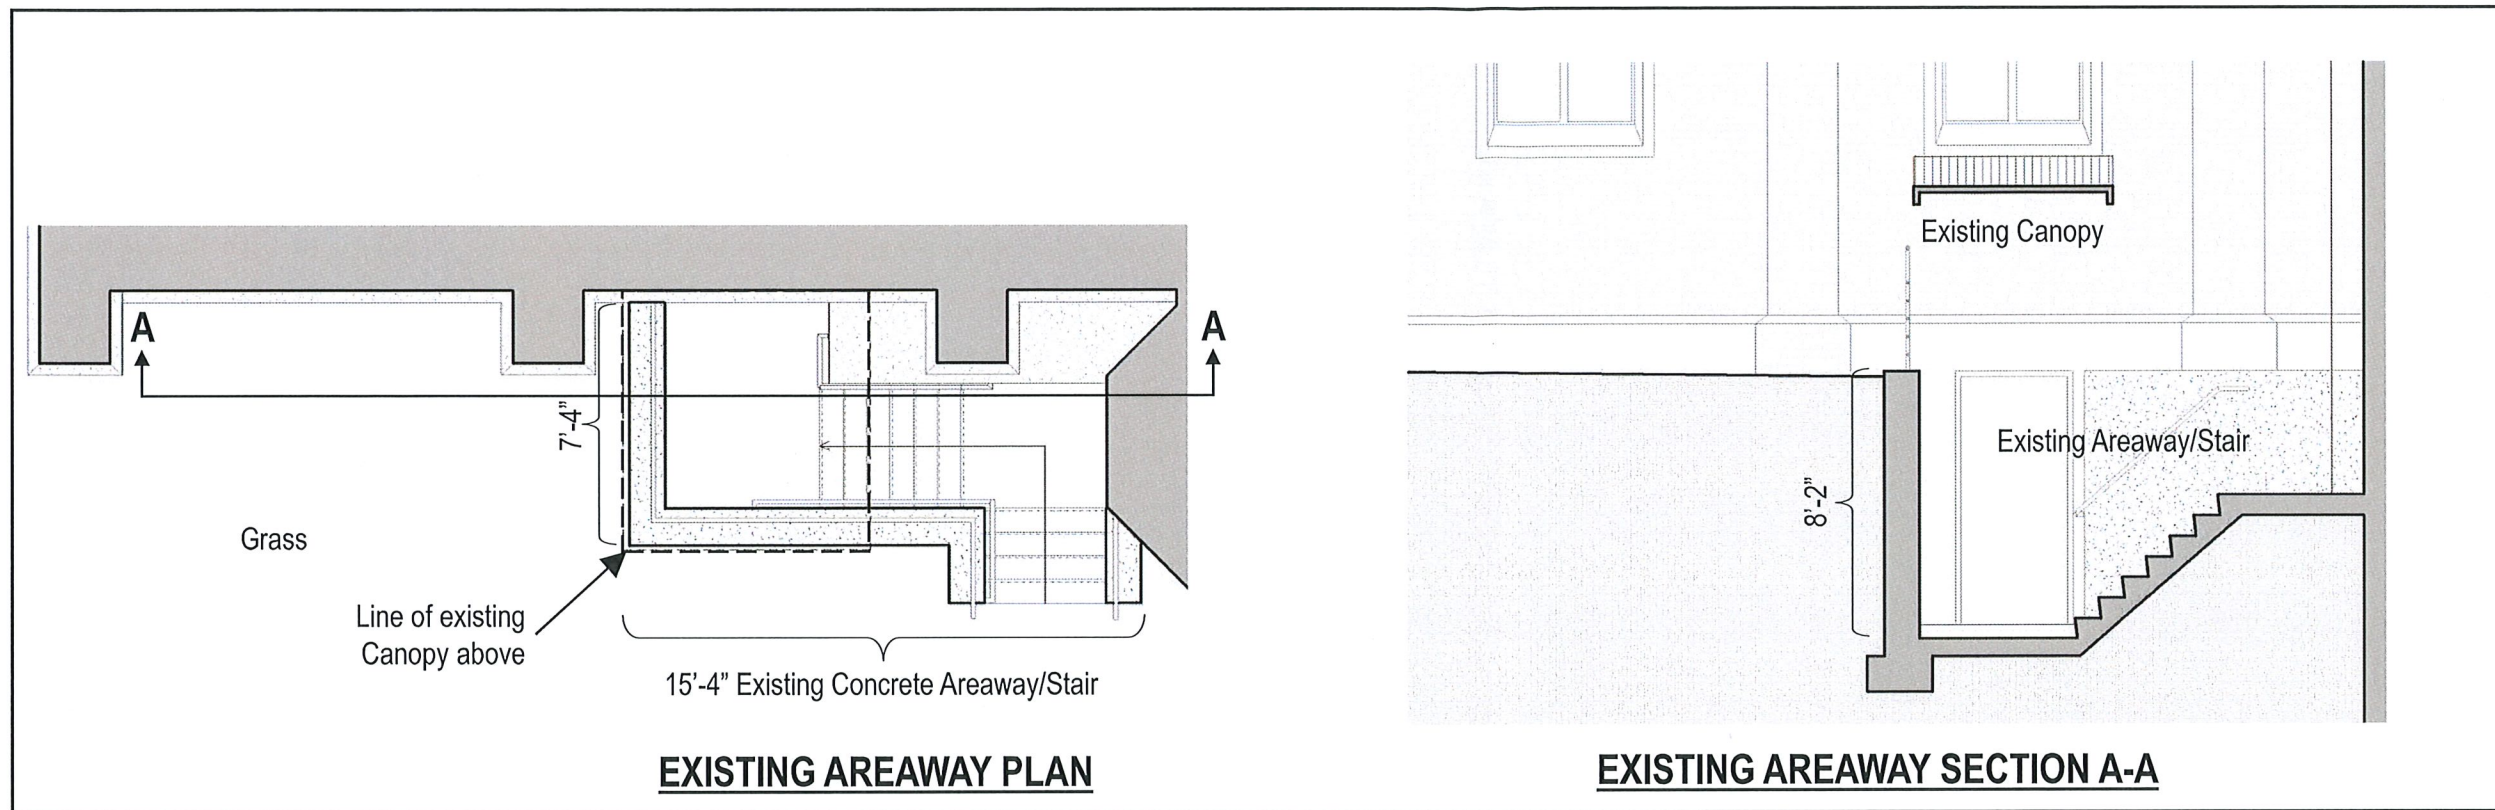 A
A
7'-4”
Grass
Line of existing
Canopy above
15'-4” Existing Concrete Areaway/Stair
EXISTING AREAWAY PLAN
Existing Canopy
Existing Areaway/Stair
8'-2”
EXISTING AREAWAY SECTION A-A